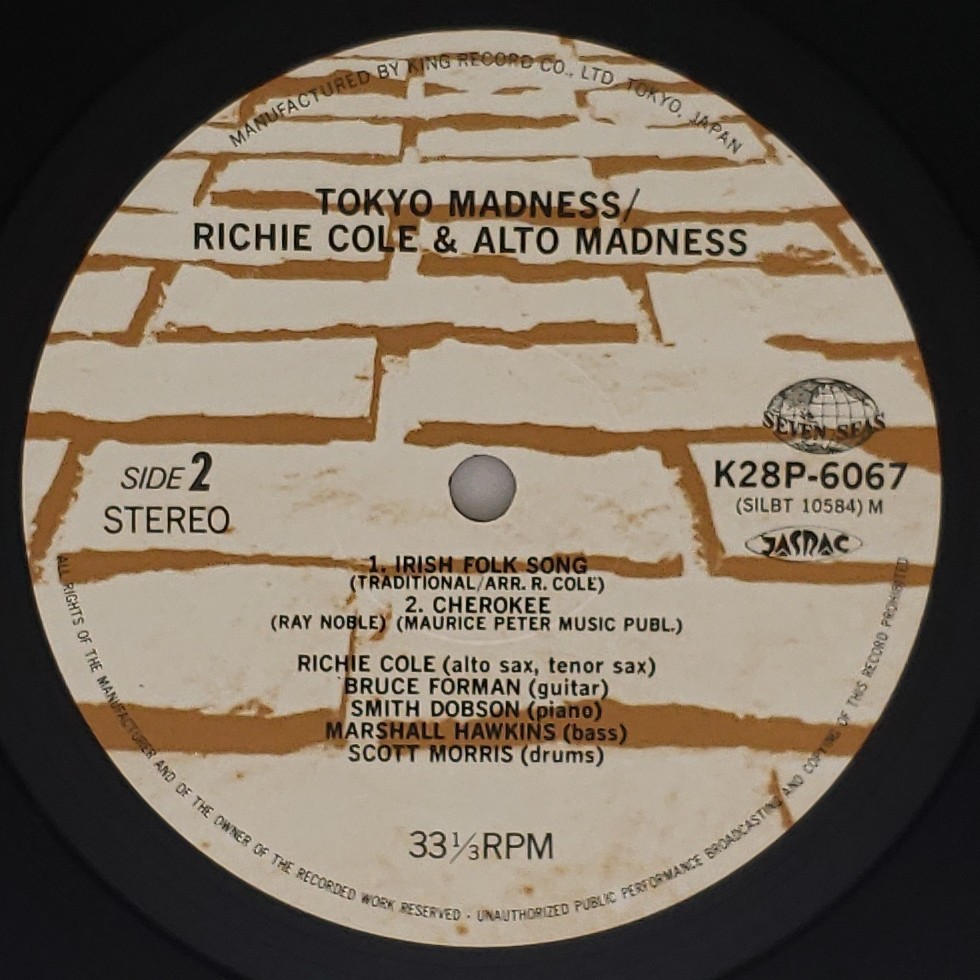 MANUFACTURED BY KING RECORD CO., LTD TOKYO, JAPAN
TOKYO MADNESS/
RICHIE COLE & ALTO MADNESS
SEVEN SEAS
SIDE 2
K28P-6067
(SILBT 10584) M
STEREO
JASRAC
1. IRISH FOLK SONG
(TRADITIONAL/ARR. R. COLE)
2. CHEROKEE
(RAY NOBLE) (MAURICE PETER MUSIC PUBL.)
RICHIE COLE (alto sax, tenor sax)
BRUCE FORMAN (guitar)
SMITH DOBSON (piano)
MARSHALL HAWKINS (bass)
SCOTT MORRIS (drums)
33 1/3 RPM
ALL RIGHTS OF THE MANUFACTURER AND OF THE OWNER OF THE RECORDED WORK RESERVED · UNAUTHORIZED PUBLIC PERFORMANCE BROADCASTING AND COPYING OF THIS RECORD PROHIBITED